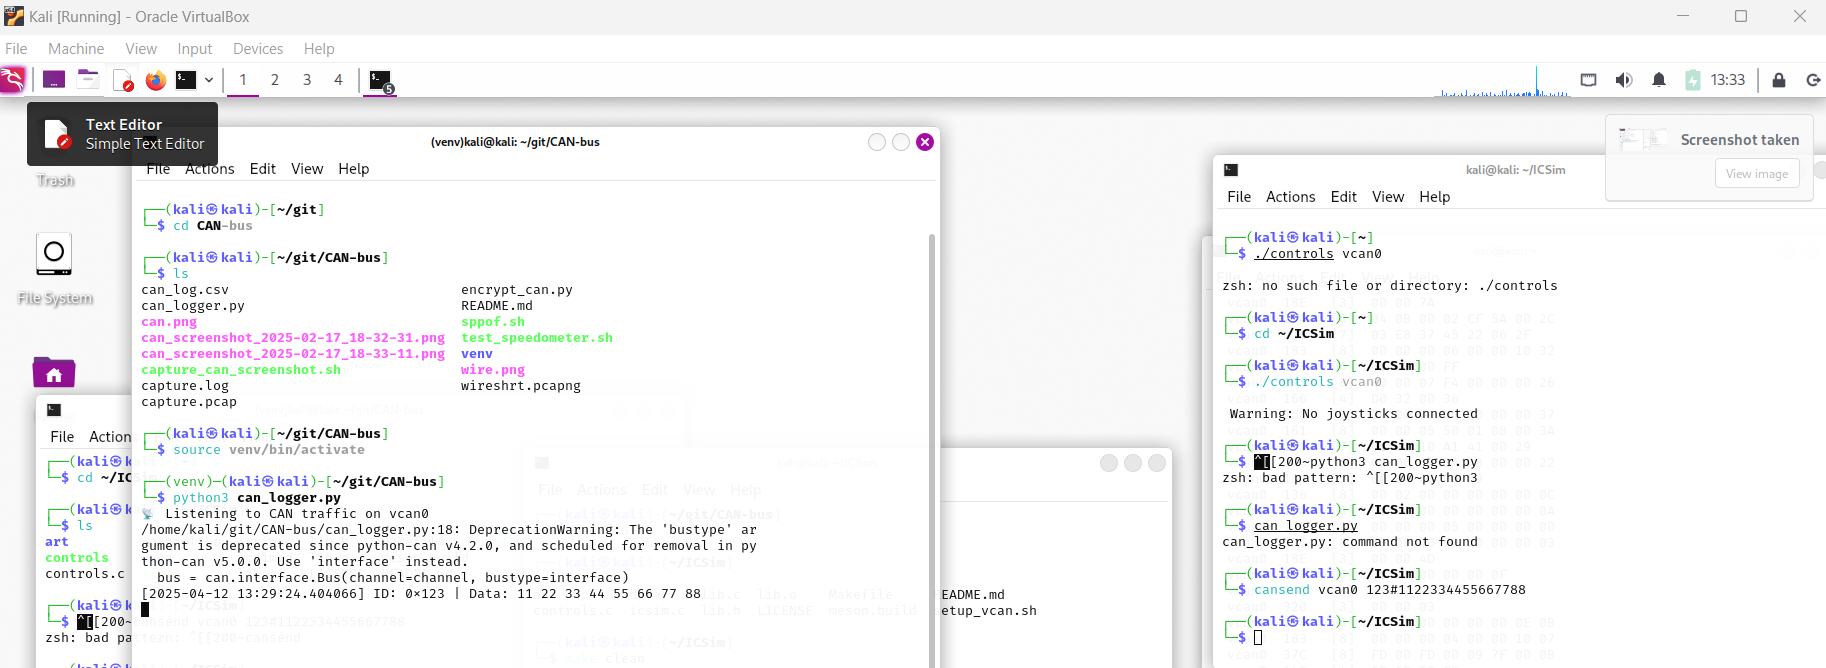 Kali [Running] - Oracle VirtualBox
File Machine View Input Devices Help
1 2 3 4 5 13:33
Text Editor
Simple Text Editor
Trash
File System
(venv)kali@kali: ~/git/CAN-bus
File Actions Edit View Help
┌──(kali㉿kali)-[~/git]
└─$ cd CAN-bus
┌──(kali㉿kali)-[~/git/CAN-bus]
└─$ ls
can_log.csv encrypt_can.py
can_logger.py README.md
can.png sppof.sh
can_screenshot_2025-02-17_18-32-31.png test_speedometer.sh
can_screenshot_2025-02-17_18-33-11.png venv
capture_can_screenshot.sh wire.png
capture.log wireshrt.pcapng
capture.pcap
┌──(kali㉿kali)-[~/git/CAN-bus]
└─$ source venv/bin/activate
┌──(venv)─(kali㉿kali)-[~/git/CAN-bus]
└─$ python3 can_logger.py
📡 Listening to CAN traffic on vcan0
/home/kali/git/CAN-bus/can_logger.py:18: DeprecationWarning: The 'bustype' ar
gument is deprecated since python-can v4.2.0, and scheduled for removal in py
thon-can v5.0.0. Use 'interface' instead.
bus = can.interface.Bus(channel=channel, bustype=interface)
[2025-04-12 13:29:24.404066] ID: 0×123 | Data: 11 22 33 44 55 66 77 88
File Action
┌──(kali㉿k
└─$ cd ~/IC
┌──(kali㉿k
└─$ ls
art
controls
controls.c
┌──(kali㉿k
└─$ ^[[200~
zsh: bad pat
File Actions Edit View Help
README.md
setup_vcan.sh
Screenshot taken
View image
kali@kali: ~/ICSim
File Actions Edit View Help
┌──(kali㉿kali)-[~]
└─$ ./controls vcan0
zsh: no such file or directory: ./controls
┌──(kali㉿kali)-[~]
└─$ cd ~/ICSim
┌──(kali㉿kali)-[~/ICSim]
└─$ ./controls vcan0
Warning: No joysticks connected
┌──(kali㉿kali)-[~/ICSim]
└─$ ^[[200~python3 can_logger.py
zsh: bad pattern: ^[[200~python3
┌──(kali㉿kali)-[~/ICSim]
└─$ can_logger.py
can_logger.py: command not found
┌──(kali㉿kali)-[~/ICSim]
└─$ cansend vcan0 123#1122334455667788
┌──(kali㉿kali)-[~/ICSim]
└─$